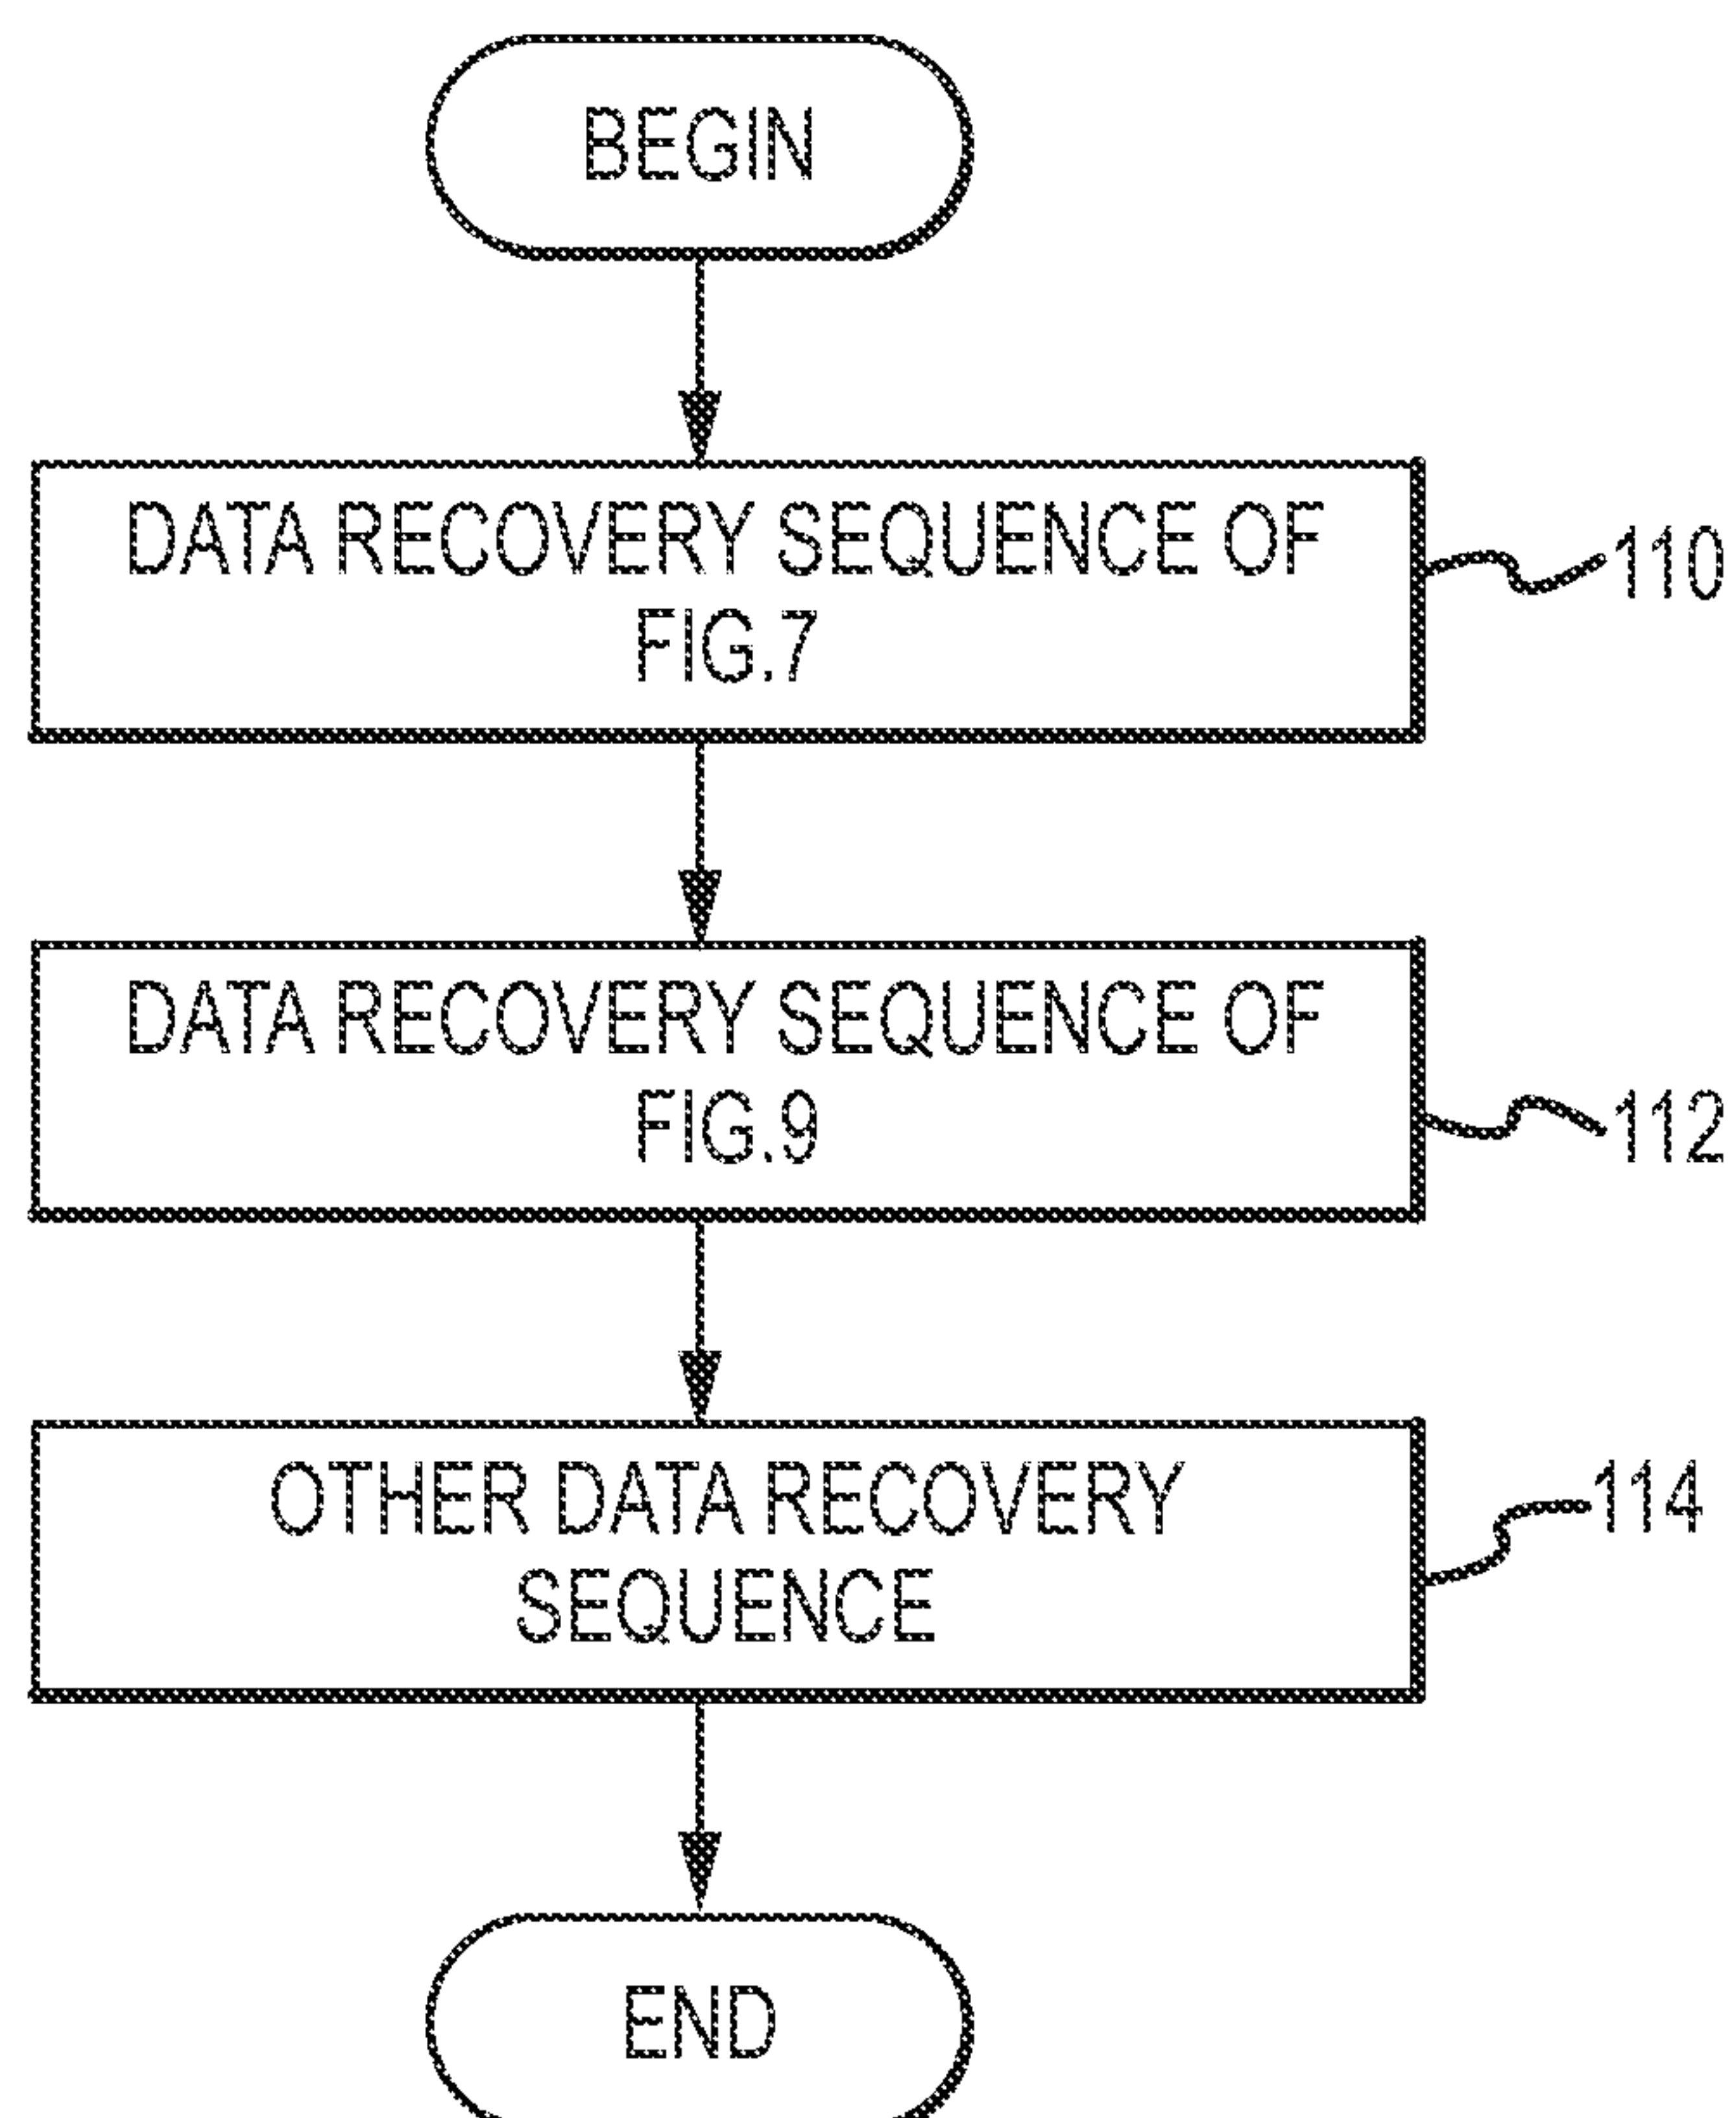 BEGIN
DATA RECOVERY SEQUENCE OF
FIG.7
110
DATA RECOVERY SEQUENCE OF
FIG.9
112
OTHER DATA RECOVERY
SEQUENCE
114
END